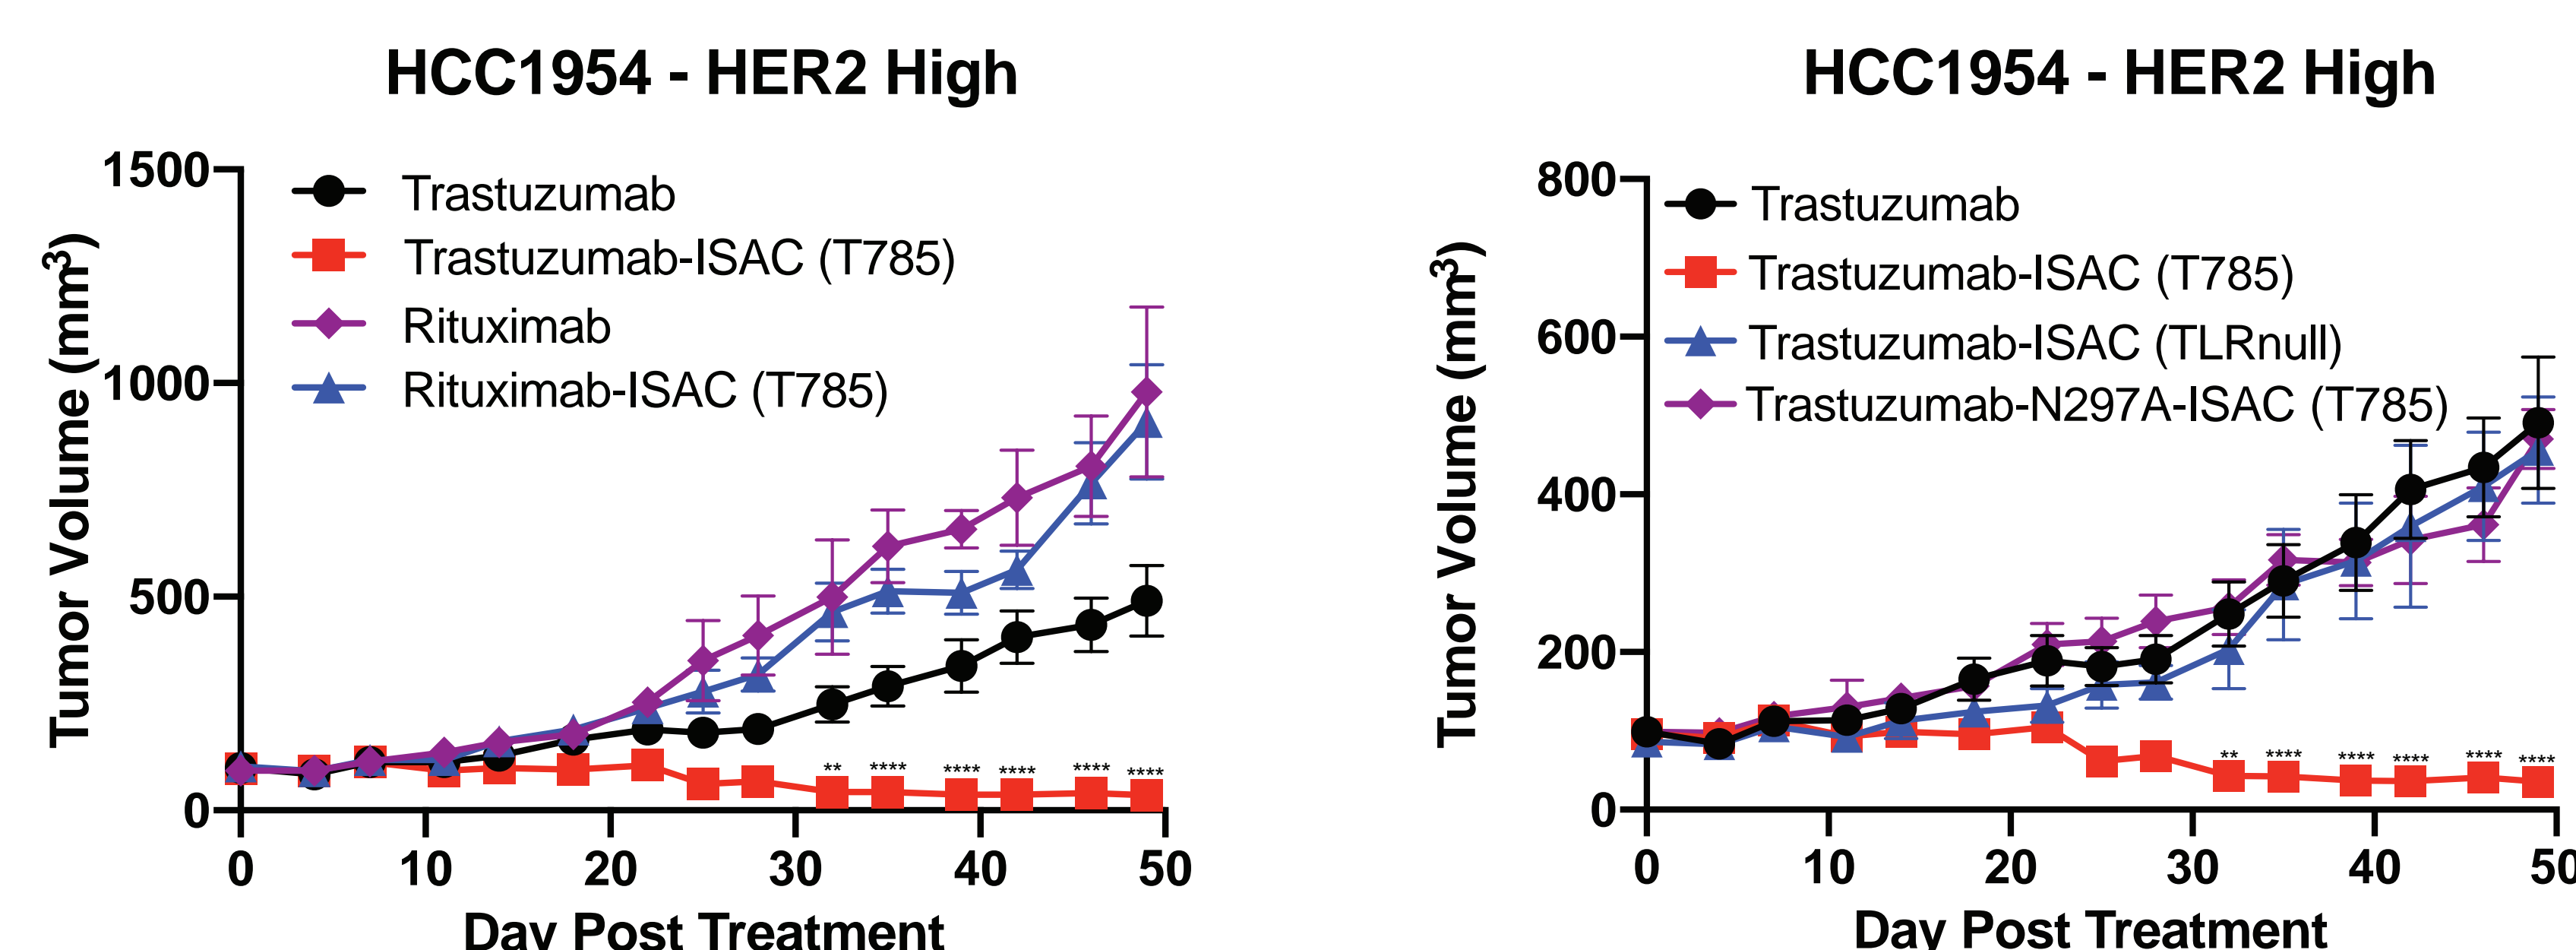 HCC1954 - HER2 High
1500
1000
500
0
Trastuzumab
Trastuzumab-ISAC (T785)
Rituximab
Rituximab-ISAC (T785)
Tumor Volume (mm³)
** **** **** **** **** ****
0 10 20 30 40 50
Day Post Treatment
HCC1954 - HER2 High
800
600
400
200
0
Trastuzumab
Trastuzumab-ISAC (T785)
Trastuzumab-ISAC (TLRnull)
Trastuzumab-N297A-ISAC (T785)
Tumor Volume (mm³)
** **** **** **** **** ****
0 10 20 30 40 50
Day Post Treatment